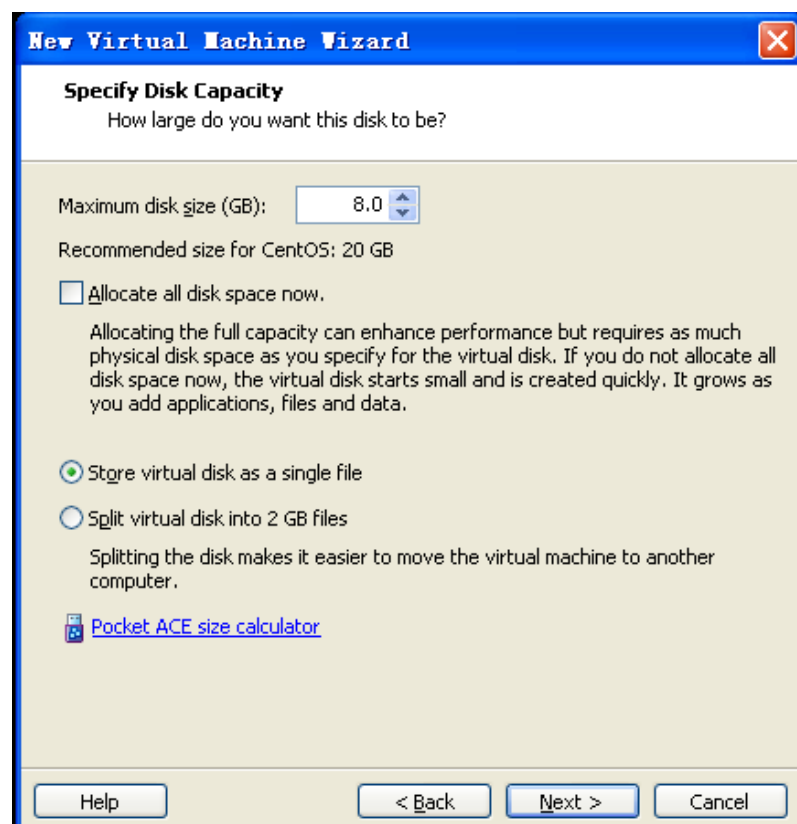 New Virtual Machine Wizard
Specify Disk Capacity
How large do you want this disk to be?
Maximum disk size (GB): 8.0
Recommended size for CentOS: 20 GB
Allocate all disk space now.
Allocating the full capacity can enhance performance but requires as much
physical disk space as you specify for the virtual disk. If you do not allocate all
disk space now, the virtual disk starts small and is created quickly. It grows as
you add applications, files and data.
Store virtual disk as a single file
Split virtual disk into 2 GB files
Splitting the disk makes it easier to move the virtual machine to another
computer.
Pocket ACE size calculator
Help < Back Next > Cancel